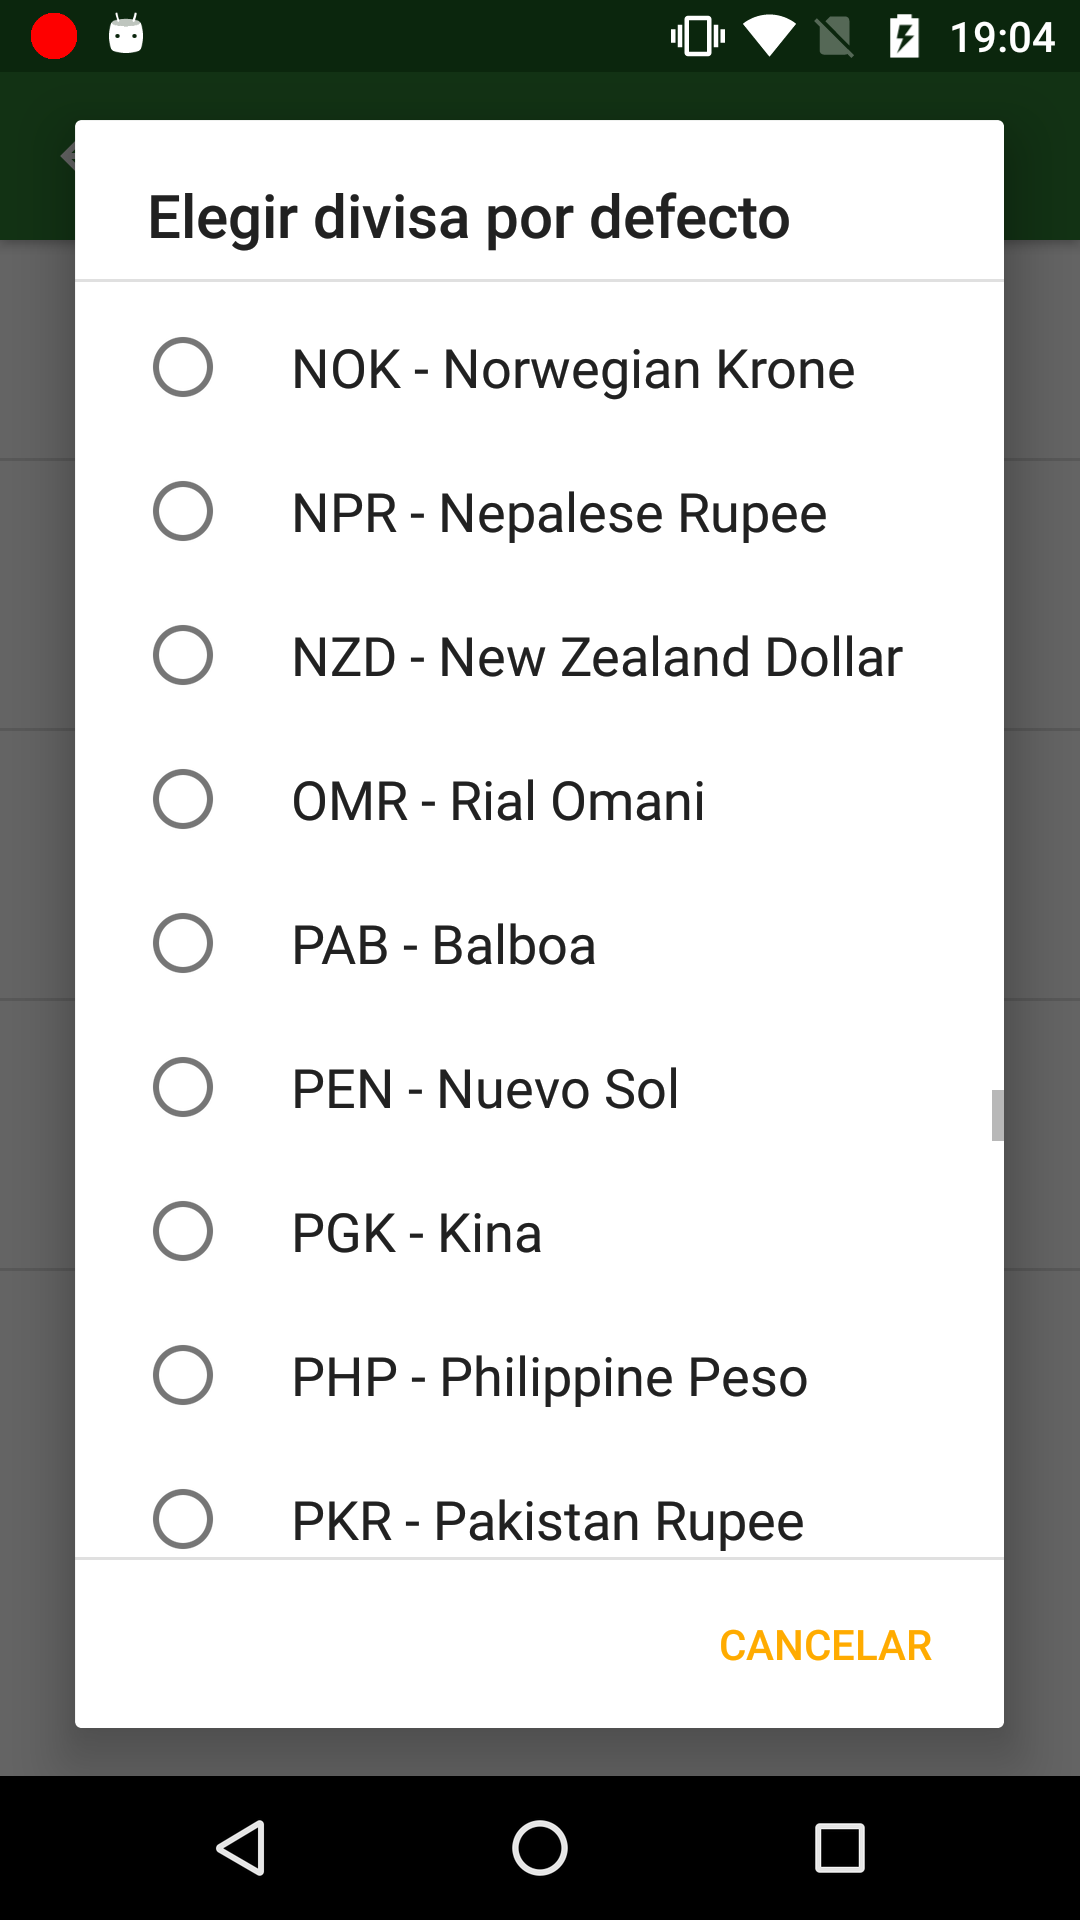 19:04
Elegir divisa por defecto
NOK - Norwegian Krone
NPR - Nepalese Rupee
NZD - New Zealand Dollar
OMR - Rial Omani
PAB - Balboa
PEN - Nuevo Sol
PGK - Kina
PHP - Philippine Peso
PKR - Pakistan Rupee
CANCELAR